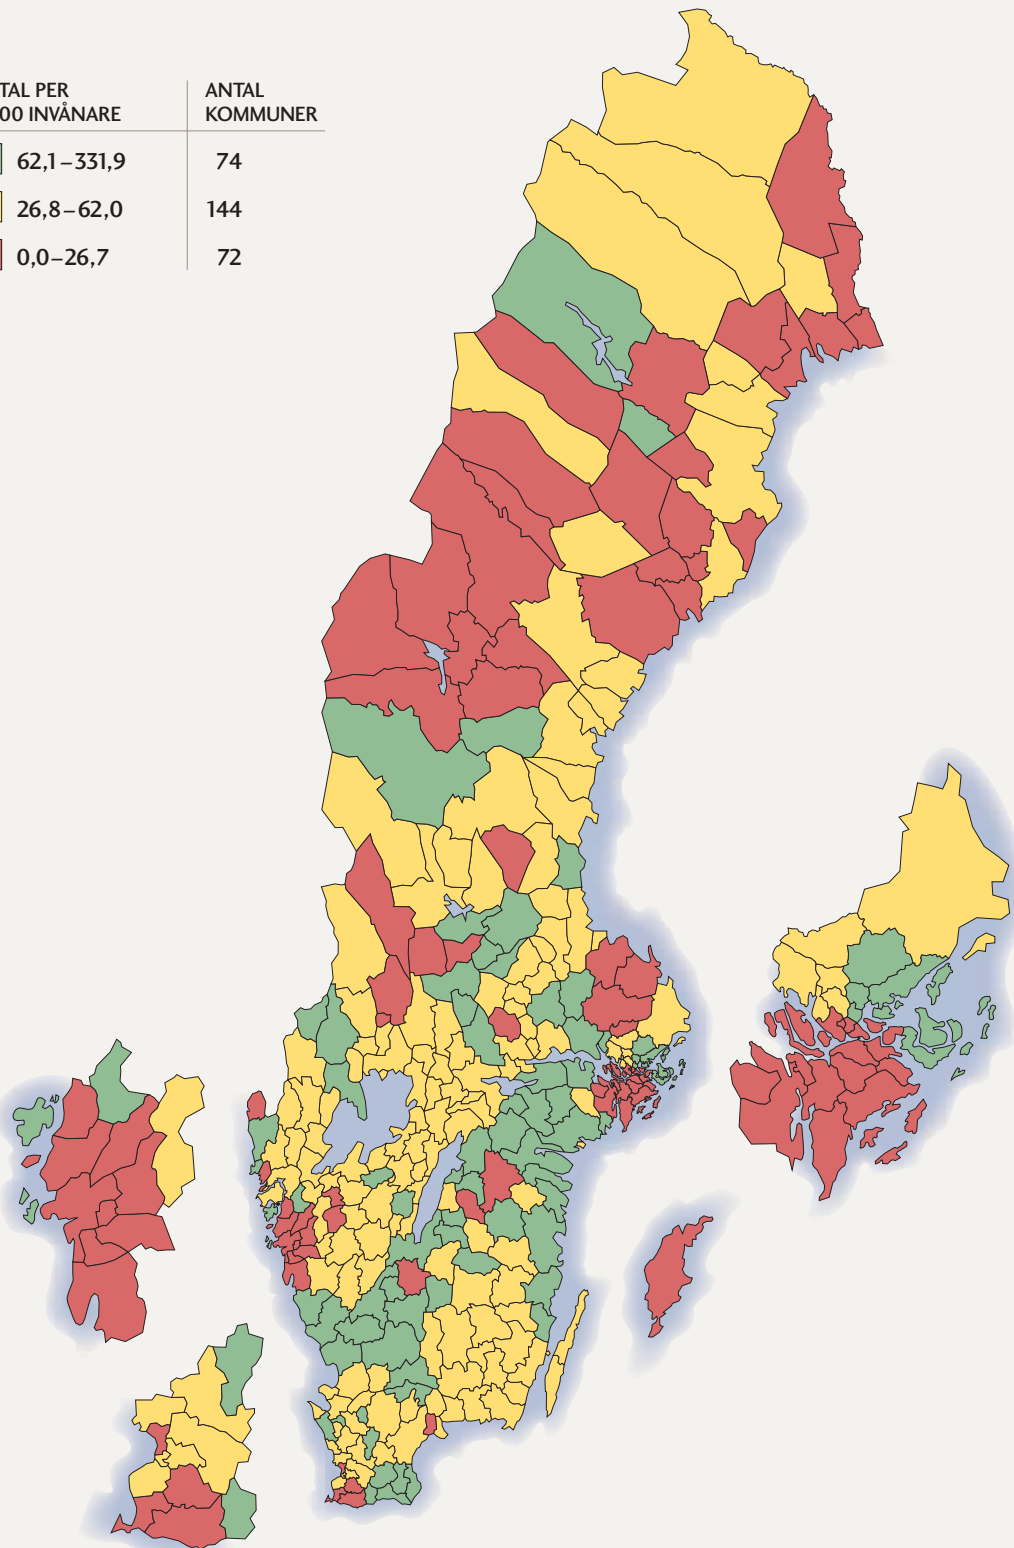 TAL PER
00 INVÅNARE
ANTAL
KOMMUNER
62,1–331,9 74
26,8–62,0 144
0,0–26,7 72